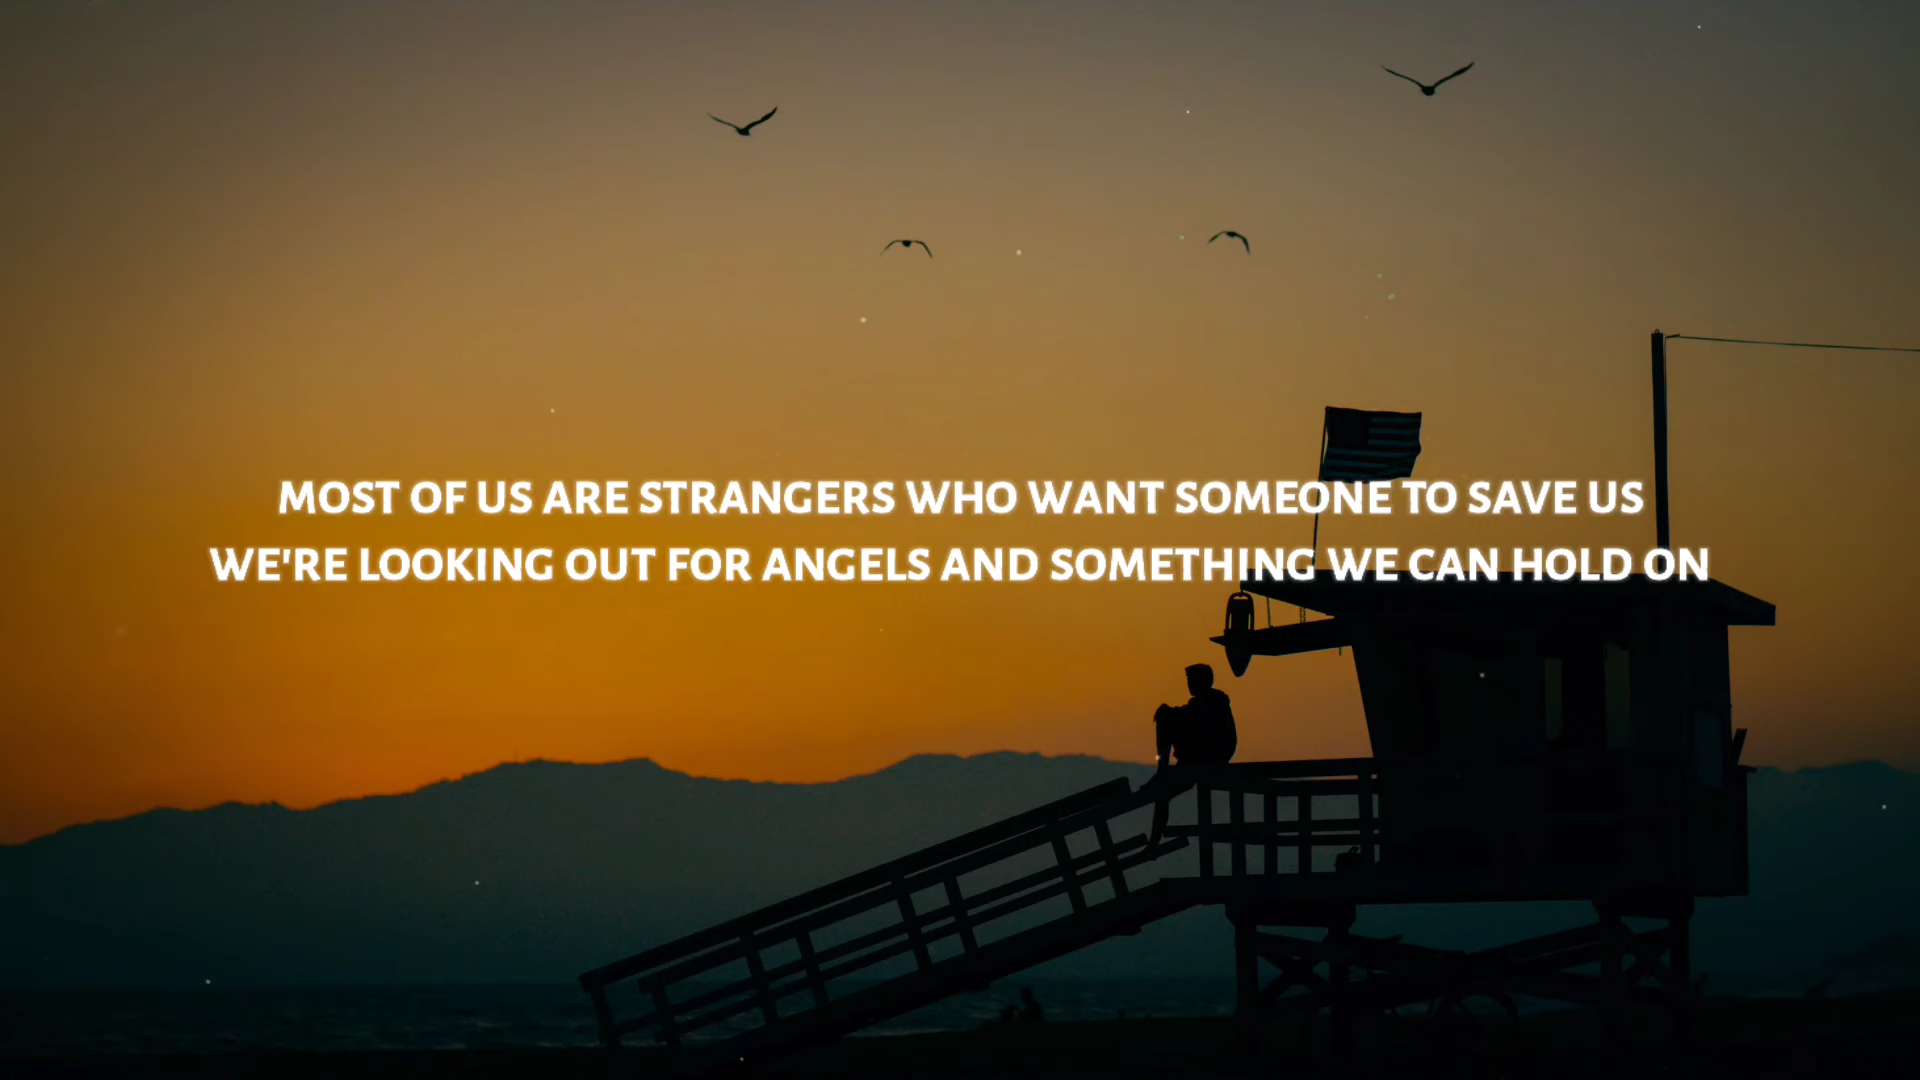 MOST OF US ARE STRANGERS WHO WANT SOMEONE TO SAVE US
WE'RE LOOKING OUT FOR ANGELS AND SOMETHING WE CAN HOLD ON